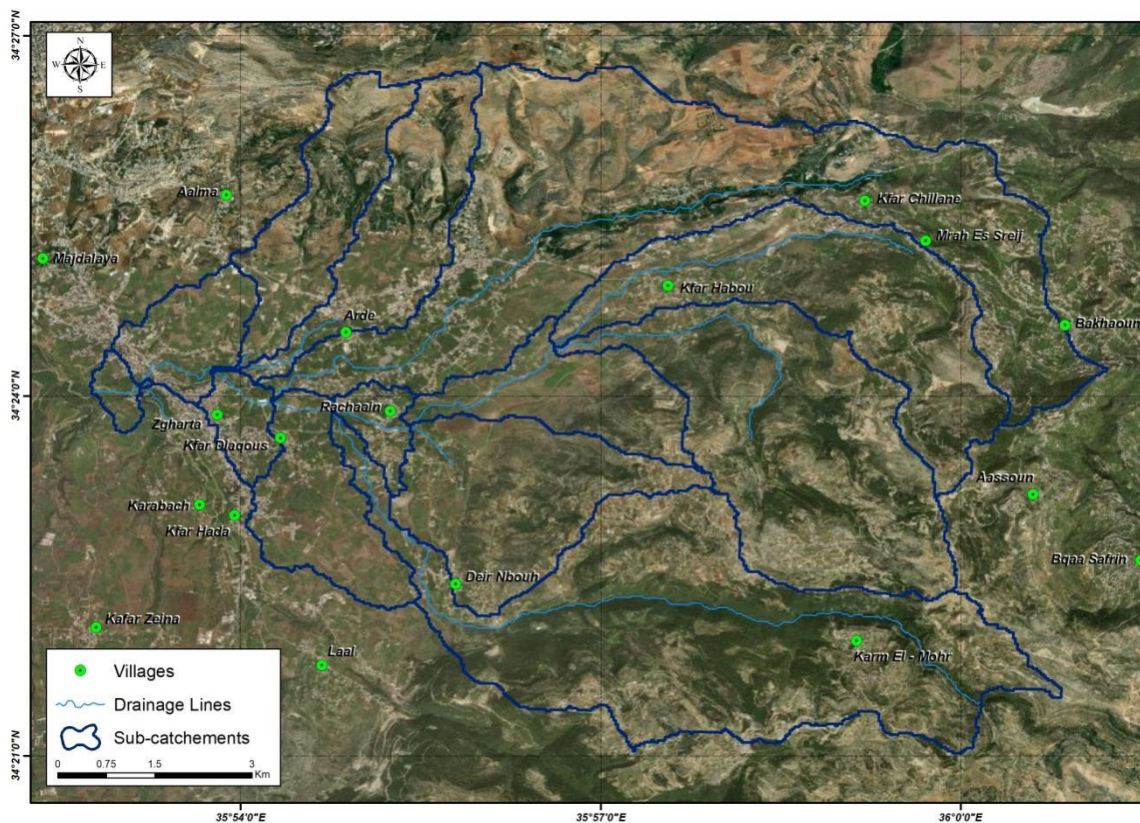 34°27'0"N
N
W E
S
Aalma
Kfar Chillane
Mrah Es Sreij
Majdalaya
Kfar Habou
Arde
Bakhaoun
34°24'0"N
Rachaain
Zgharta
Kfar Dlaqous
Aassoun
Karabach
Kfar Hada
Bqaa Safrin
Deir Nbouh
Kafar Zeina
Laal
Karm El - Mohr
Villages
Drainage Lines
Sub-catchements
0 0.75 1.5 3
Km
34°21'0"N
35°54'0"E 35°57'0"E 36°0'0"E